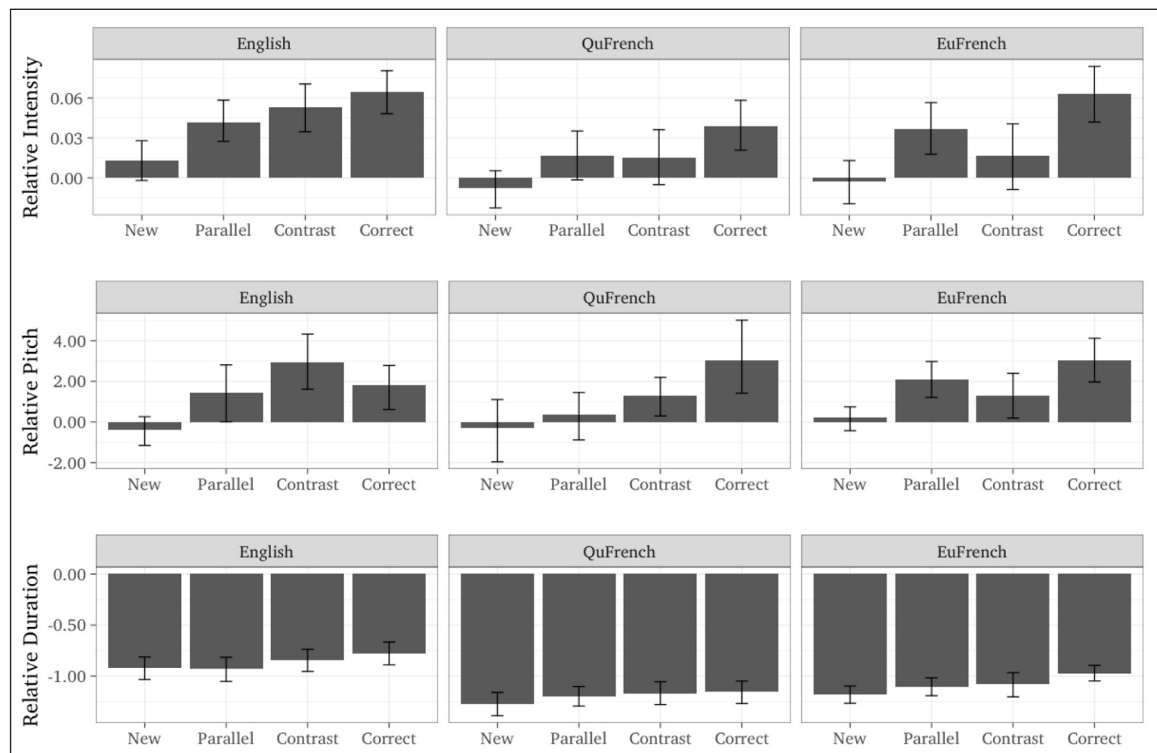 Relative Intensity
English QuFrench EuFrench
0.06
0.03
0.00
New Parallel Contrast Correct New Parallel Contrast Correct New Parallel Contrast Correct
Relative Pitch
English QuFrench EuFrench
4.00
2.00
0.00
-2.00
New Parallel Contrast Correct New Parallel Contrast Correct New Parallel Contrast Correct
Relative Duration
English QuFrench EuFrench
0.00
-0.50
-1.00
New Parallel Contrast Correct New Parallel Contrast Correct New Parallel Contrast Correct